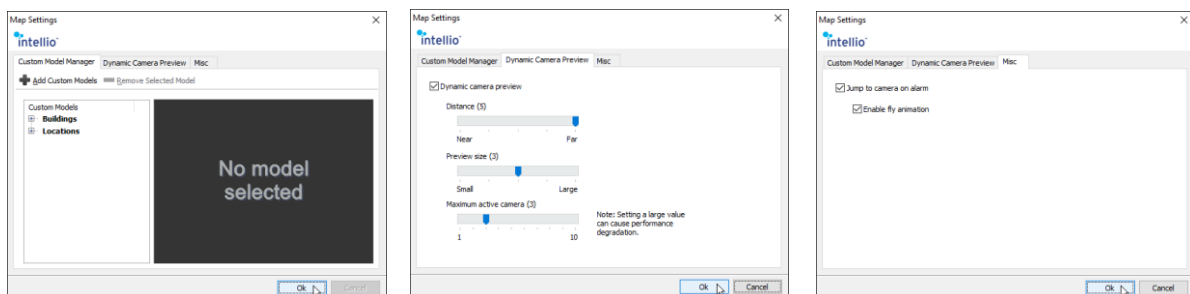 Map Settings
intellio
Custom Model Manager Dynamic Camera Preview Misc
Add Custom Models Remove Selected Model
Custom Models
Buildings
Locations
No model
selected
Ok Cancel
Map Settings
intellio
Custom Model Manager Dynamic Camera Preview Misc
Dynamic camera preview
Distance (5)
Near Far
Preview size (3)
Small Large
Maximum active camera (3)
1 10
Note: Setting a large value
can cause performance
degradation.
Ok Cancel
Map Settings
intellio
Custom Model Manager Dynamic Camera Preview Misc
Jump to camera on alarm
Enable fly animation
Ok Cancel